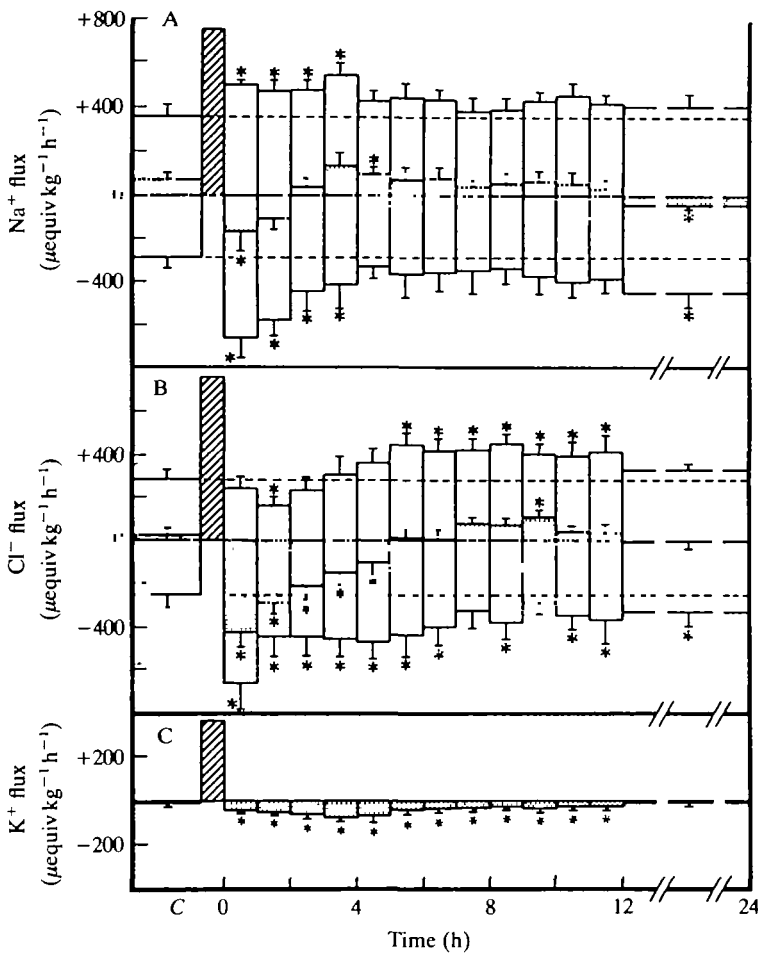 +800
A
+400
−400
Na⁺ flux
(μequiv kg⁻¹ h⁻¹)
B
+400
−400
Cl⁻ flux
(μequiv kg⁻¹ h⁻¹)
C
+200
−200
K⁺ flux
(μequiv kg⁻¹ h⁻¹)
C 0 4 8 12 24
Time (h)